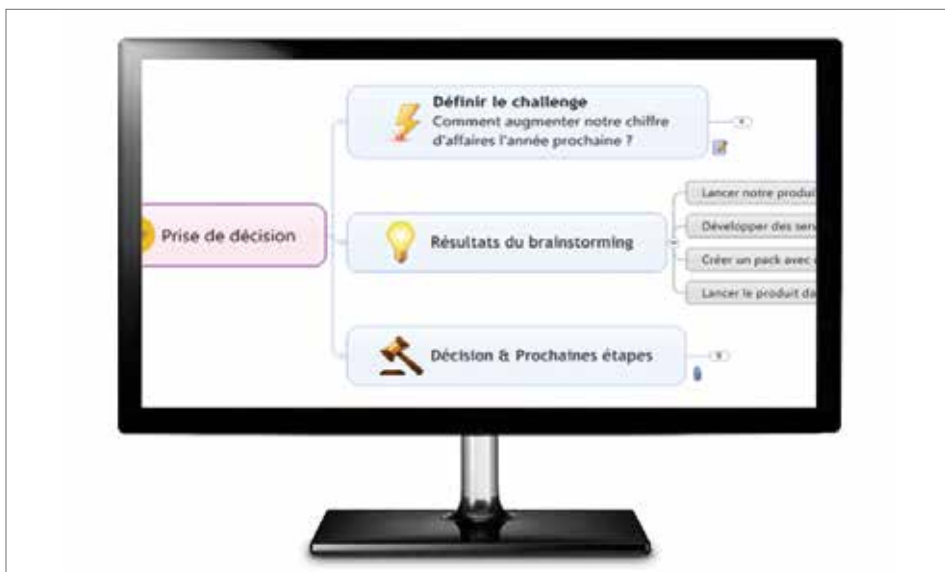 Définir le challenge
Comment augmenter notre chiffre
d'affaires l'année prochaine ?
Prise de décision
Résultats du brainstorming
Lancer notre produi
Développer des ser
Créer un pack avec
Lancer le produit da
Décision & Prochaines étapes